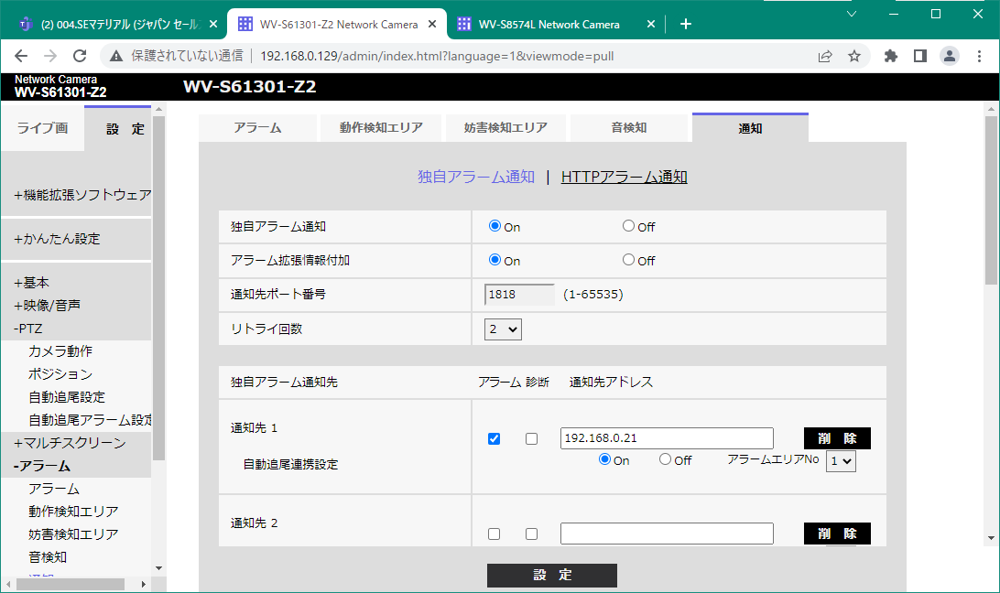 (2) 004.SEマテリアル (ジャパン セール
WV-S61301-Z2 Network Camera
WV-S8574L Network Camera
保護されていない通信
192.168.0.129/admin/index.html?language=1&viewmode=pull
Network Camera
WV-S61301-Z2
WV-S61301-Z2
ライブ画
設 定
+機能拡張ソフトウェア
+かんたん設定
+基本
+映像/音声
-PTZ
カメラ動作
ポジション
自動追尾設定
自動追尾アラーム設定
+マルチスクリーン
-アラーム
アラーム
動作検知エリア
妨害検知エリア
音検知
通知
アラーム
動作検知エリア
妨害検知エリア
音検知
通知
独自アラーム通知 | HTTPアラーム通知
独自アラーム通知 On Off
アラーム拡張情報付加 On Off
通知先ポート番号 1818 (1-65535)
リトライ回数 2
独自アラーム通知先 アラーム 診断 通知先アドレス
通知先 1 192.168.0.21 削 除
自動追尾連携設定 On Off アラームエリアNo 1
通知先 2 削 除
設 定